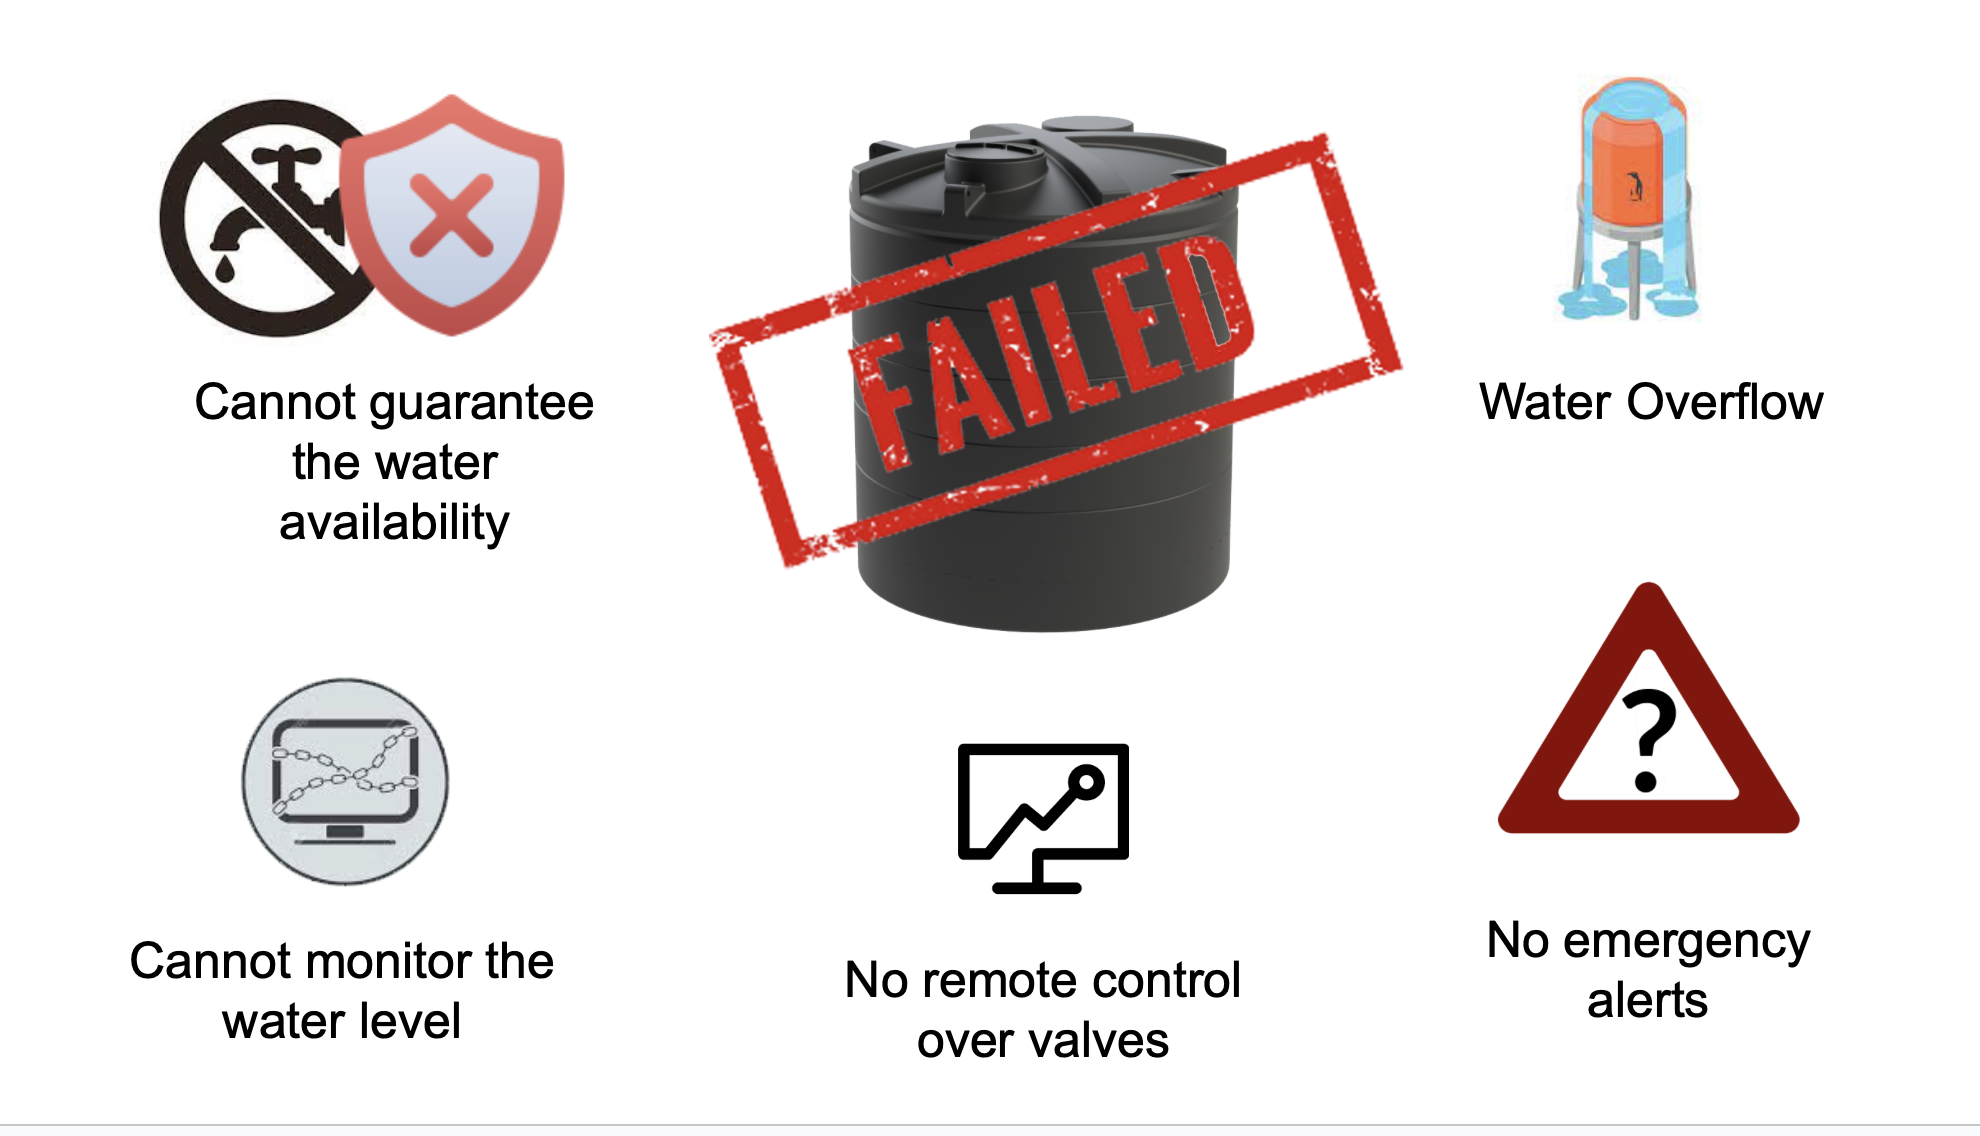 FAILED
Cannot guarantee
the water
availability
Water Overflow
Cannot monitor the
water level
No remote control
over valves
No emergency
alerts